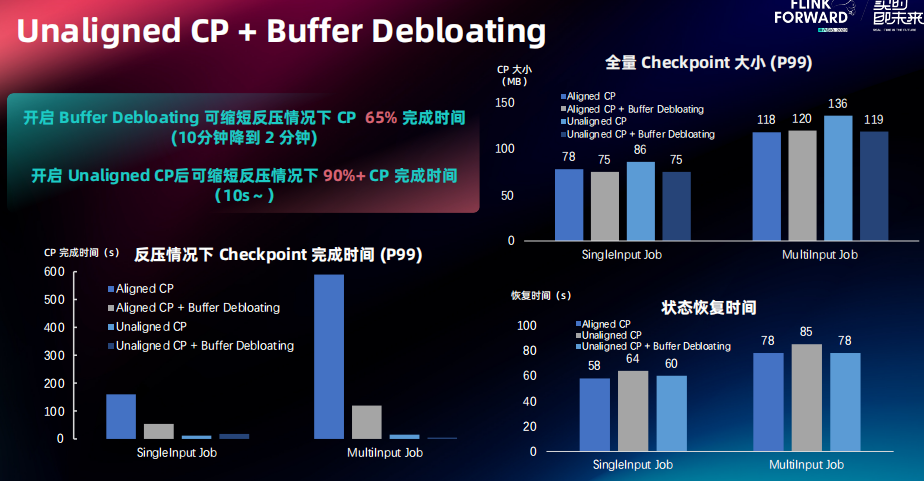 Unaligned CP + Buffer Debloating
FLINK
FORWARD
实时
即未来
开启 Buffer Debloating 可缩短反压情况下 CP 65% 完成时间
(10分钟降到 2 分钟)
开启 Unaligned CP后可缩短反压情况下 90%+ CP 完成时间
(10s ~ )
CP 大小
(MB)
全量 Checkpoint 大小 (P99)
150
100
50
0
Aligned CP
Aligned CP + Buffer Debloating
Unaligned CP
Unaligned CP + Buffer Debloating
78
75
86
75
118
120
136
119
SingleInput Job
MultiInput Job
CP 完成时间 (s)
反压情况下 Checkpoint 完成时间 (P99)
600
500
400
300
200
100
0
Aligned CP
Aligned CP + Buffer Debloating
Unaligned CP
Unaligned CP + Buffer Debloating
SingleInput Job
MultiInput Job
恢复时间 (s)
状态恢复时间
100
80
60
40
20
0
Aligned CP
Unaligned CP
Unaligned CP + Buffer Debloating
58
64
60
78
85
78
SingleInput Job
MultiInput Job